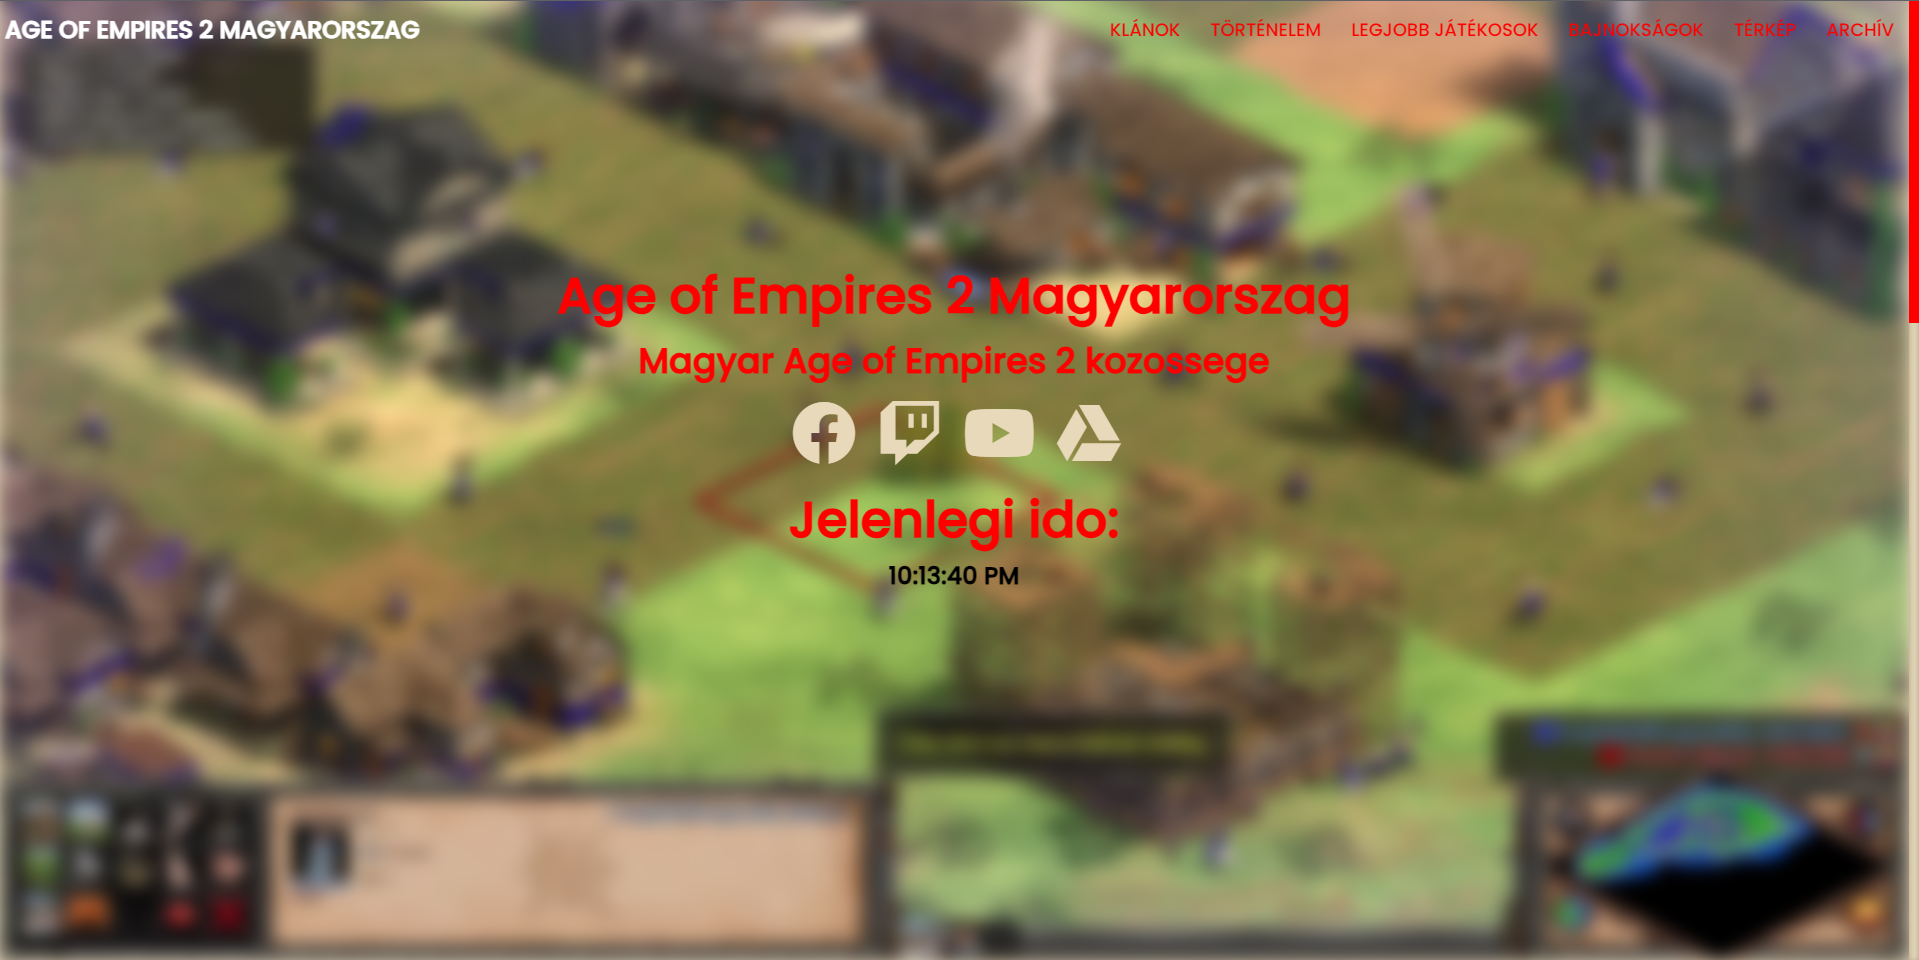 AGE OF EMPIRES 2 MAGYARORSZAG
KLÁNOK TÖRTÉNELEM LEGJOBB JÁTÉKOSOK BAJNOKSÁGOK TÉRKÉP ARCHÍV
Age of Empires 2 Magyarorszag
Magyar Age of Empires 2 kozossege
Jelenlegi ido:
10:13:40 PM